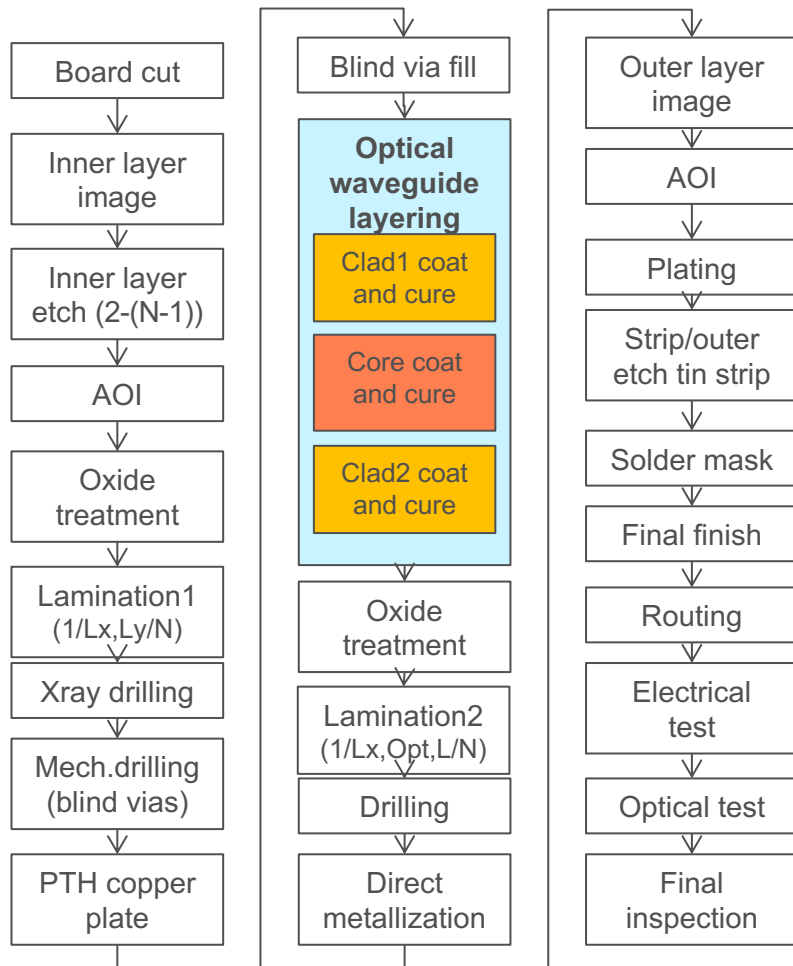 Board cut
Inner layer
image
Inner layer
etch (2-(N-1))
AOI
Oxide
treatment
Lamination1
(1/Lx,Ly/N)
Xray drilling
Mech.drilling
(blind vias)
PTH copper
plate
Blind via fill
Optical
waveguide
layering
Clad1 coat
and cure
Core coat
and cure
Clad2 coat
and cure
Oxide
treatment
Lamination2
(1/Lx,Opt,L/N)
Drilling
Direct
metallization
Outer layer
image
AOI
Plating
Strip/outer
etch tin strip
Solder mask
Final finish
Routing
Electrical
test
Optical test
Final
inspection